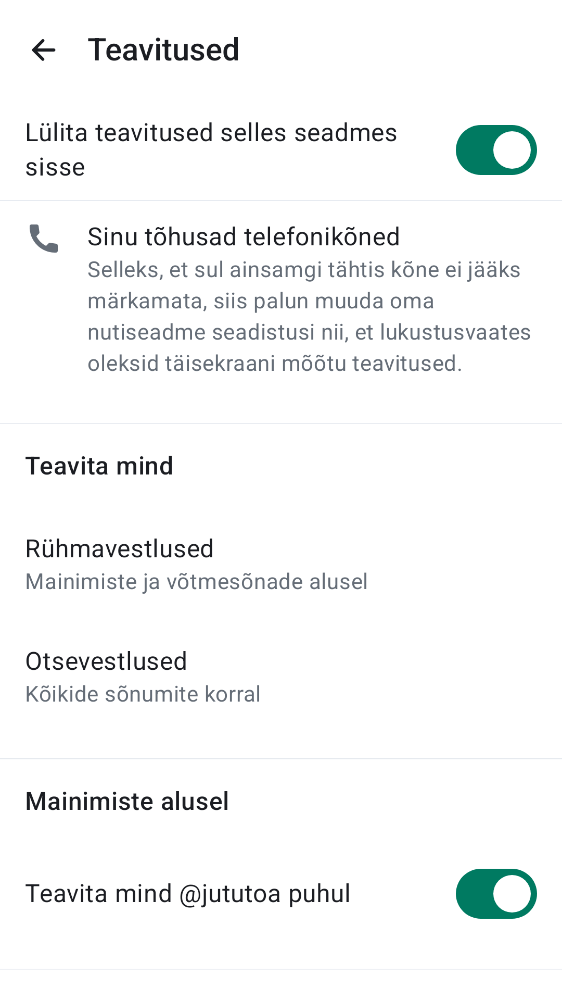 Teavitused
Lülita teavitused selles seadmes
sisse
Sinu tõhusad telefonikõned
Selleks, et sul ainsamgi tähtis kõne ei jääks
märkamata, siis palun muuda oma
nutiseadme seadistusi nii, et lukustusvaates
oleksid täisekraani mõõtu teavitused.
Teavita mind
Rühmavestlused
Mainimiste ja võtmesõnade alusel
Otsevestlused
Kõikide sõnumite korral
Mainimiste alusel
Teavita mind @jututoa puhul